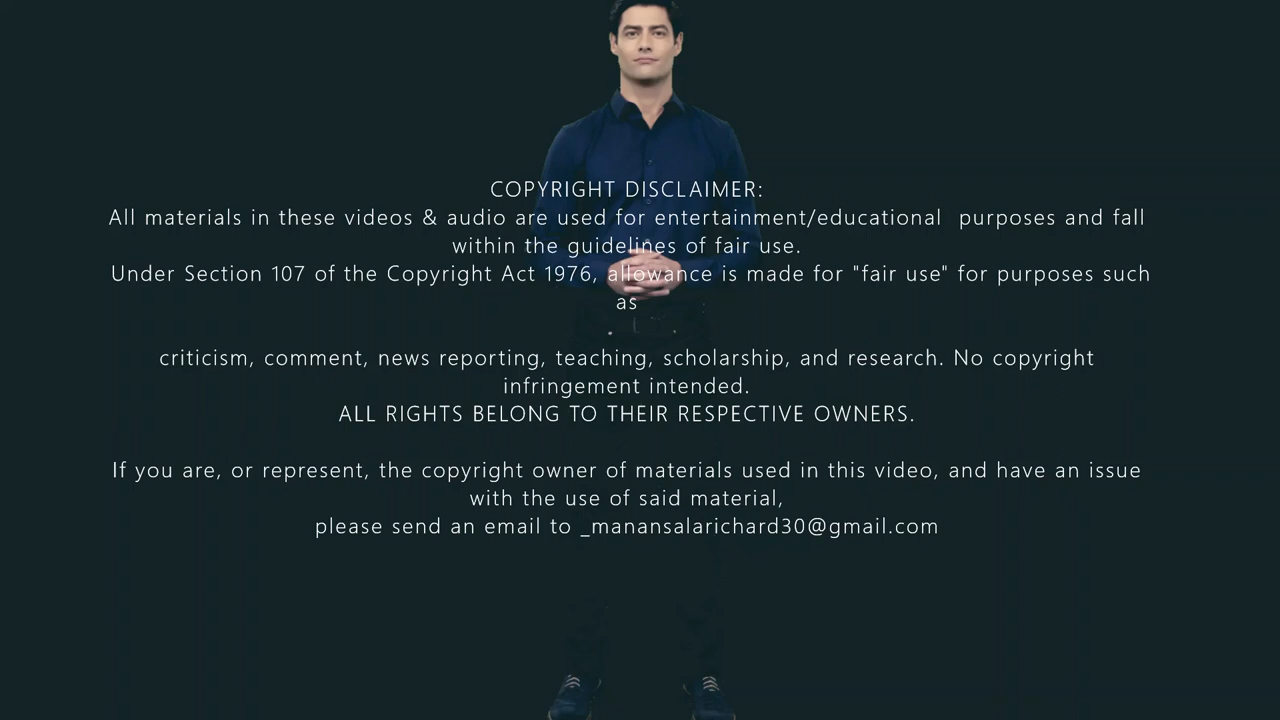 COPYRIGHT DISCLAIMER:
All materials in these videos & audio are used for entertainment/educational  purposes and fall
within the guidelines of fair use.
Under Section 107 of the Copyright Act 1976, allowance is made for "fair use" for purposes such
as
criticism, comment, news reporting, teaching, scholarship, and research. No copyright
infringement intended.
ALL RIGHTS BELONG TO THEIR RESPECTIVE OWNERS.
If you are, or represent, the copyright owner of materials used in this video, and have an issue
with the use of said material,
please send an email to _manansalarichard30@gmail.com